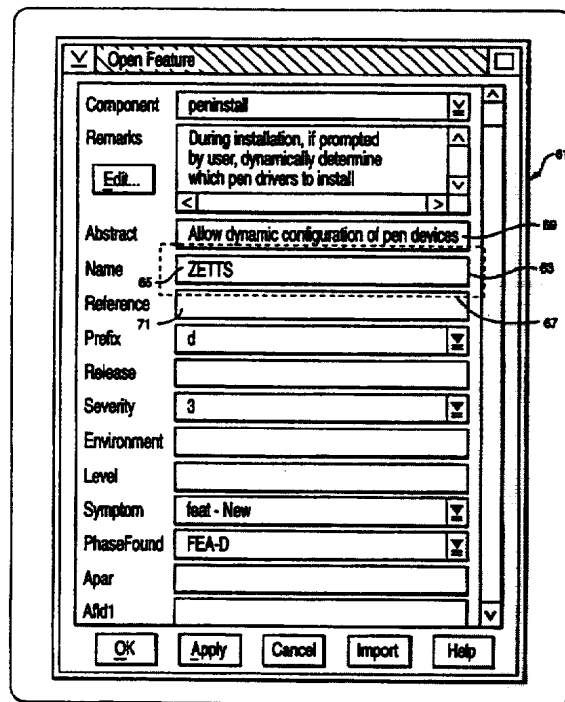 Open Feature
Component peninstall
Remarks During installation, if prompted
by user, dynamically determine
which pen drivers to install
Edit...
61
Abstract Allow dynamic configuration of pen devices 69
Name ZETTS 63
65
Reference
71 67
Prefix d
Release
Severity 3
Environment
Level
Symptom feat - New
PhaseFound FEA-D
Apar
Afld1
OK Apply Cancel Import Help